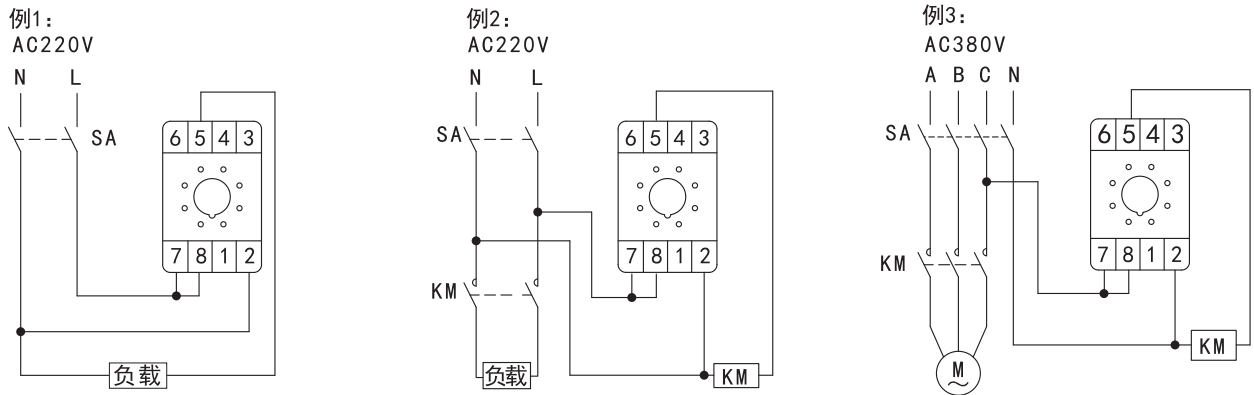 例1：
AC220V
N L
SA
6 5 4 3
7 8 1 2
负载
例2：
AC220V
N L
SA
6 5 4 3
7 8 1 2
KM
负载
KM
例3：
AC380V
A B C N
SA
6 5 4 3
7 8 1 2
KM
KM
M
~